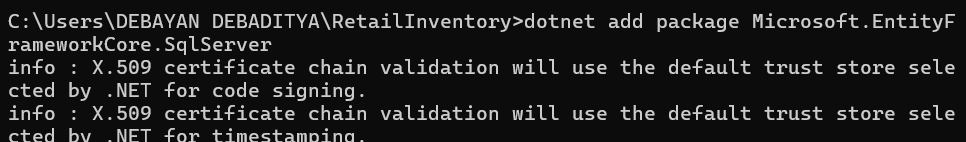 C:\Users\DEBAYAN DEBADITYA\RetailInventory>dotnet add package Microsoft.EntityF
rameworkCore.SqlServer
info : X.509 certificate chain validation will use the default trust store sele
cted by .NET for code signing.
info : X.509 certificate chain validation will use the default trust store sele
cted by .NET for timestamping.